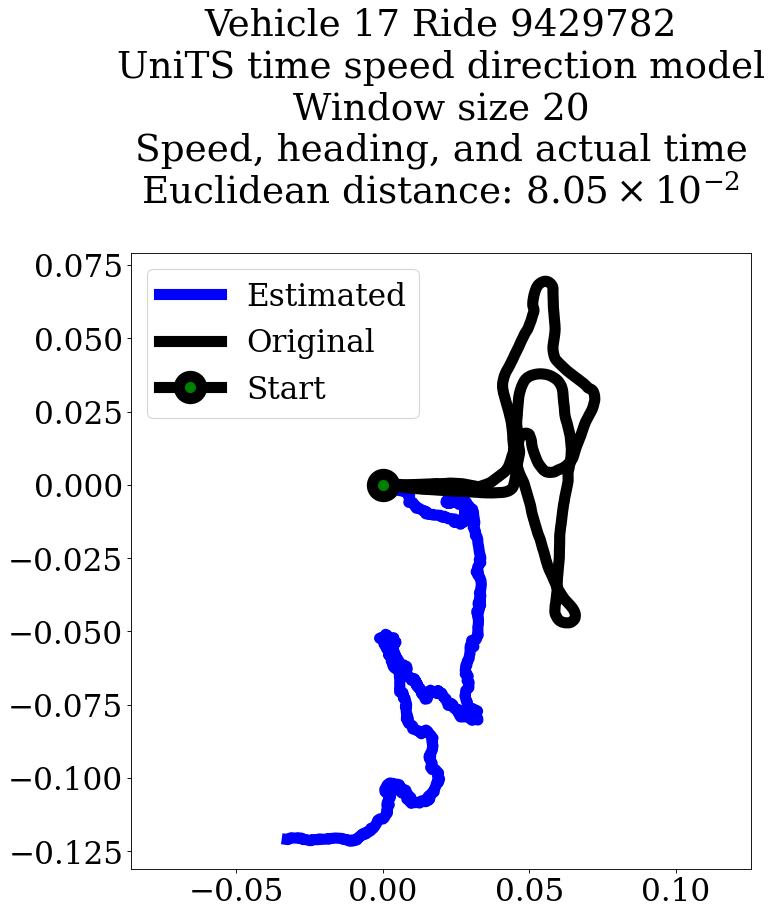 Vehicle 17 Ride 9429782
UniTS time speed direction model
Window size 20
Speed, heading, and actual time
Euclidean distance: 8.05 × 10⁻²
0.075
0.050
0.025
0.000
−0.025
−0.050
−0.075
−0.100
−0.125
Estimated
Original
Start
−0.05 0.00 0.05 0.10